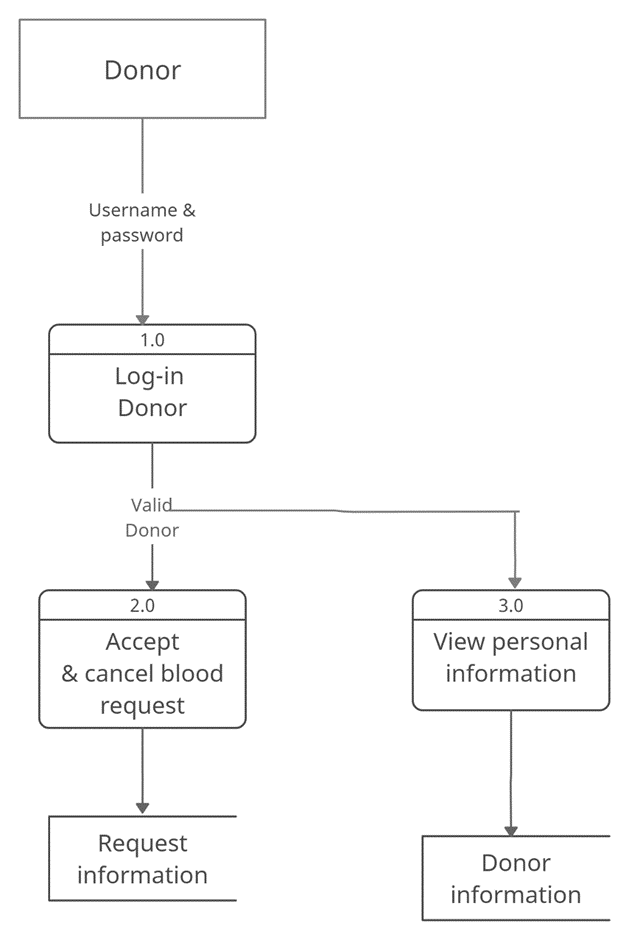 Donor
Username &
password
1.0
Log-in
Donor
Valid
Donor
2.0
Accept
& cancel blood
request
3.0
View personal
information
Request
information
Donor
information